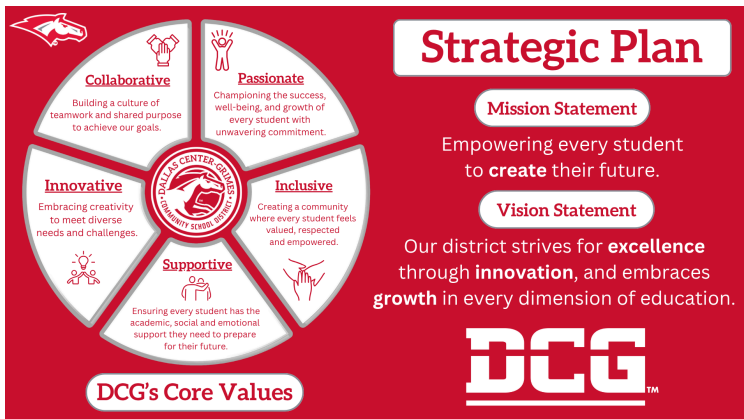 Collaborative
Building a culture of
teamwork and shared purpose
to achieve our goals.
Passionate
Championing the success,
well-being, and growth of
every student with
unwavering commitment.
Innovative
Embracing creativity
to meet diverse
needs and challenges.
Inclusive
Creating a community
where every student feels
valued, respected
and empowered.
Supportive
Ensuring every student has the
academic, social and emotional
support they need to prepare
for their future.
• DALLAS CENTER-GRIMES •
COMMUNITY SCHOOL DISTRICT
DCG's Core Values
Strategic Plan
Mission Statement
Empowering every student
to create their future.
Vision Statement
Our district strives for excellence
through innovation, and embraces
growth in every dimension of education.
DCG
TM